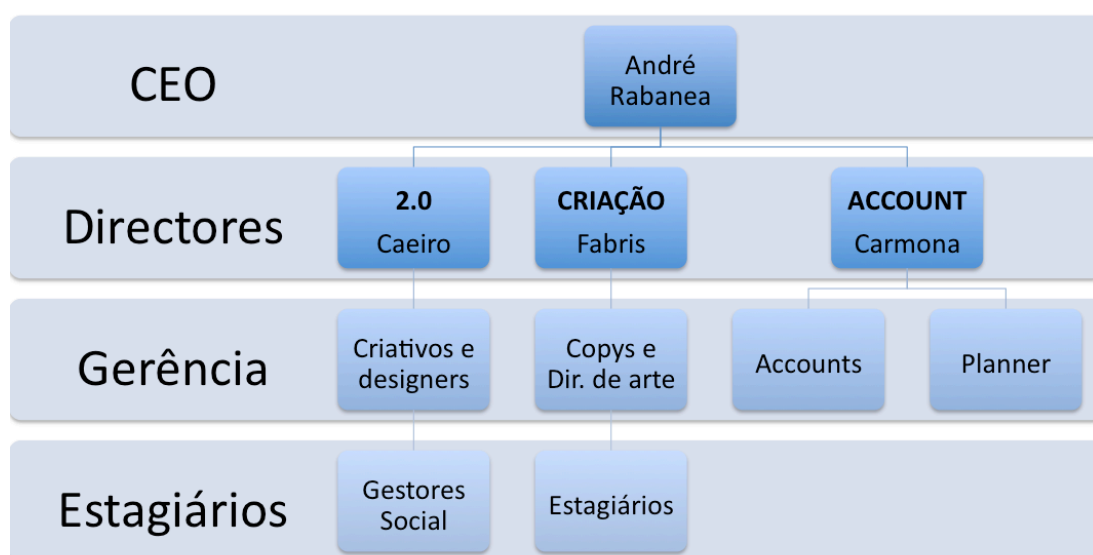 CEO
André
Rabanea
Directores
2.0
Caeiro
CRIAÇÃO
Fabris
ACCOUNT
Carmona
Gerência
Criativos e
designers
Copys e
Dir. de arte
Accounts
Planner
Estagiários
Gestores
Social
Estagiários